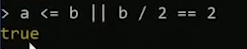 > a <= b || b / 2 == 2
true